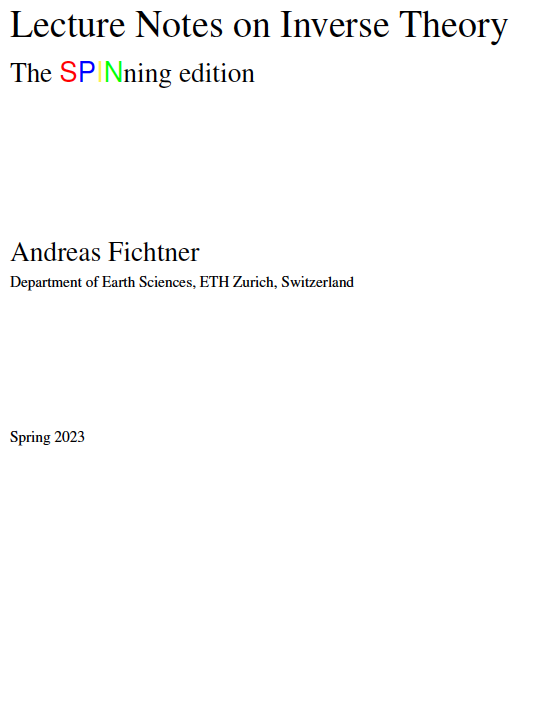 Lecture Notes on Inverse Theory
The SPINning edition
Andreas Fichtner
Department of Earth Sciences, ETH Zurich, Switzerland
Spring 2023